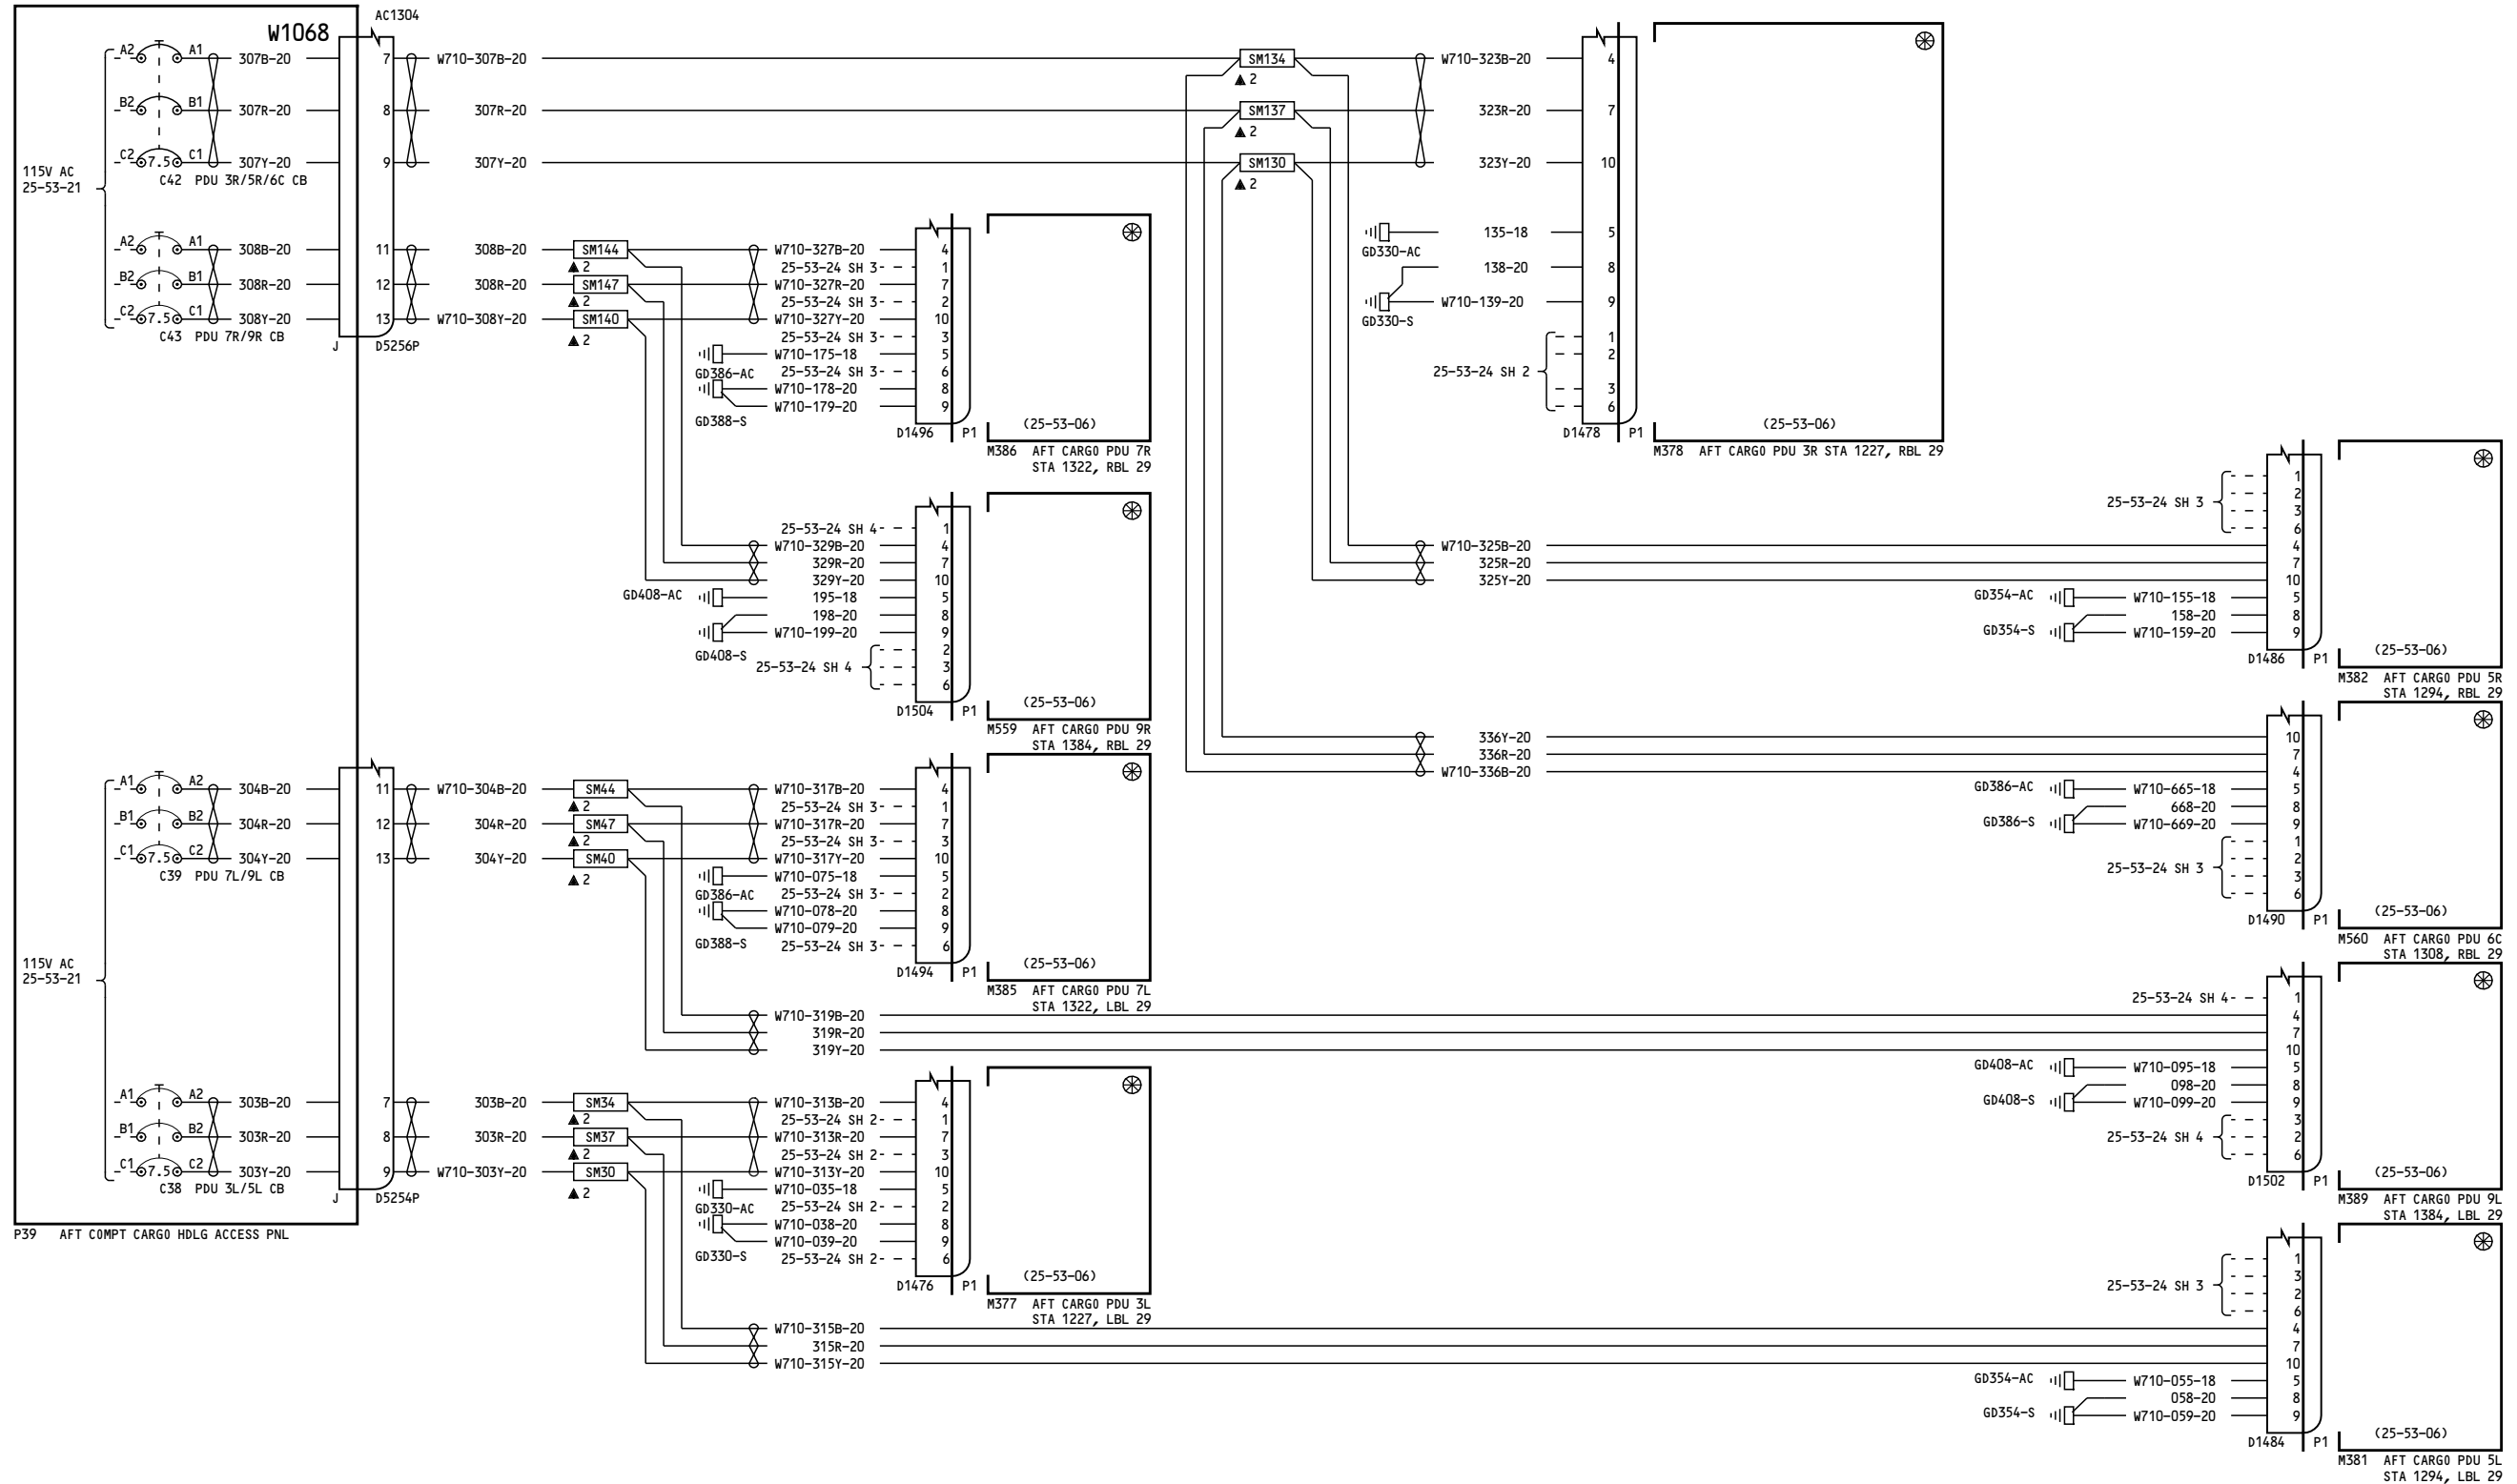 AC1304
W1068
A2 A1 307B-20 7 W710-307B-20 SM134 W710-323B-20 4
▲ 2
B2 B1 307R-20 8 307R-20 SM137 323R-20 7
▲ 2
C2 7.5 C1 307Y-20 9 307Y-20 SM130 323Y-20 10
▲ 2
C42 PDU 3R/5R/6C CB
115V AC
25-53-21
A2 A1 308B-20 11 308B-20 SM144
▲ 2
B2 B1 308R-20 12 308R-20 SM147
▲ 2
C2 7.5 C1 308Y-20 13 W710-308Y-20 SM140
▲ 2
C43 PDU 7R/9R CB
J D5256P
W710-327B-20 4
25-53-24 SH 3 1
W710-327R-20 7
25-53-24 SH 3 2
W710-327Y-20 10
25-53-24 SH 3 3
W710-175-18 5
GD386-AC
25-53-24 SH 3 6
W710-178-20 8
W710-179-20 9
GD388-S
D1496 P1
(25-53-06)
M386 AFT CARGO PDU 7R
STA 1322, RBL 29
135-18 5
GD330-AC
138-20 8
W710-139-20 9
GD330-S
1
2
25-53-24 SH 2
3
6
D1478 P1
(25-53-06)
M378 AFT CARGO PDU 3R STA 1227, RBL 29
25-53-24 SH 4 1
W710-329B-20 4
329R-20 7
329Y-20 10
GD408-AC 195-18 5
198-20 8
W710-199-20 9
GD408-S
2
25-53-24 SH 4 3
6
D1504 P1
(25-53-06)
M559 AFT CARGO PDU 9R
STA 1384, RBL 29
1
2
25-53-24 SH 3
3
6
W710-325B-20 4
325R-20 7
325Y-20 10
GD354-AC W710-155-18 5
158-20 8
GD354-S W710-159-20 9
D1486 P1
(25-53-06)
M382 AFT CARGO PDU 5R
STA 1294, RBL 29
336Y-20 10
336R-20 7
W710-336B-20 4
GD386-AC W710-665-18 5
668-20 8
GD386-S W710-669-20 9
1
2
25-53-24 SH 3
3
6
D1490 P1
(25-53-06)
M560 AFT CARGO PDU 6C
STA 1308, RBL 29
A1 A2 304B-20 11 W710-304B-20 SM44
▲ 2
B1 B2 304R-20 12 304R-20 SM47
▲ 2
C1 7.5 C2 304Y-20 13 304Y-20 SM40
▲ 2
C39 PDU 7L/9L CB
115V AC
25-53-21
W710-317B-20 4
25-53-24 SH 3 1
W710-317R-20 7
25-53-24 SH 3 3
W710-317Y-20 10
W710-075-18 5
GD386-AC
25-53-24 SH 3 2
W710-078-20 8
W710-079-20 9
GD388-S
25-53-24 SH 3 6
D1494 P1
(25-53-06)
M385 AFT CARGO PDU 7L
STA 1322, LBL 29
25-53-24 SH 4 1
W710-319B-20 4
319R-20 7
319Y-20 10
GD408-AC W710-095-18 5
098-20 8
GD408-S W710-099-20 9
3
25-53-24 SH 4 2
6
D1502 P1
(25-53-06)
M389 AFT CARGO PDU 9L
STA 1384, LBL 29
A1 A2 303B-20 7 303B-20 SM34
▲ 2
B1 B2 303R-20 8 303R-20 SM37
▲ 2
C1 7.5 C2 303Y-20 9 W710-303Y-20 SM30
▲ 2
C38 PDU 3L/5L CB
J D5254P
P39 AFT COMPT CARGO HDLG ACCESS PNL
W710-313B-20 4
25-53-24 SH 2 1
W710-313R-20 7
25-53-24 SH 2 3
W710-313Y-20 10
W710-035-18 5
GD330-AC
25-53-24 SH 2 2
W710-038-20 8
W710-039-20 9
GD330-S
25-53-24 SH 2 6
D1476 P1
(25-53-06)
M377 AFT CARGO PDU 3L
STA 1227, LBL 29
1
3
25-53-24 SH 3
2
6
W710-315B-20 4
315R-20 7
W710-315Y-20 10
GD354-AC W710-055-18 5
058-20 8
GD354-S W710-059-20 9
D1484 P1
(25-53-06)
M381 AFT CARGO PDU 5L
STA 1294, LBL 29